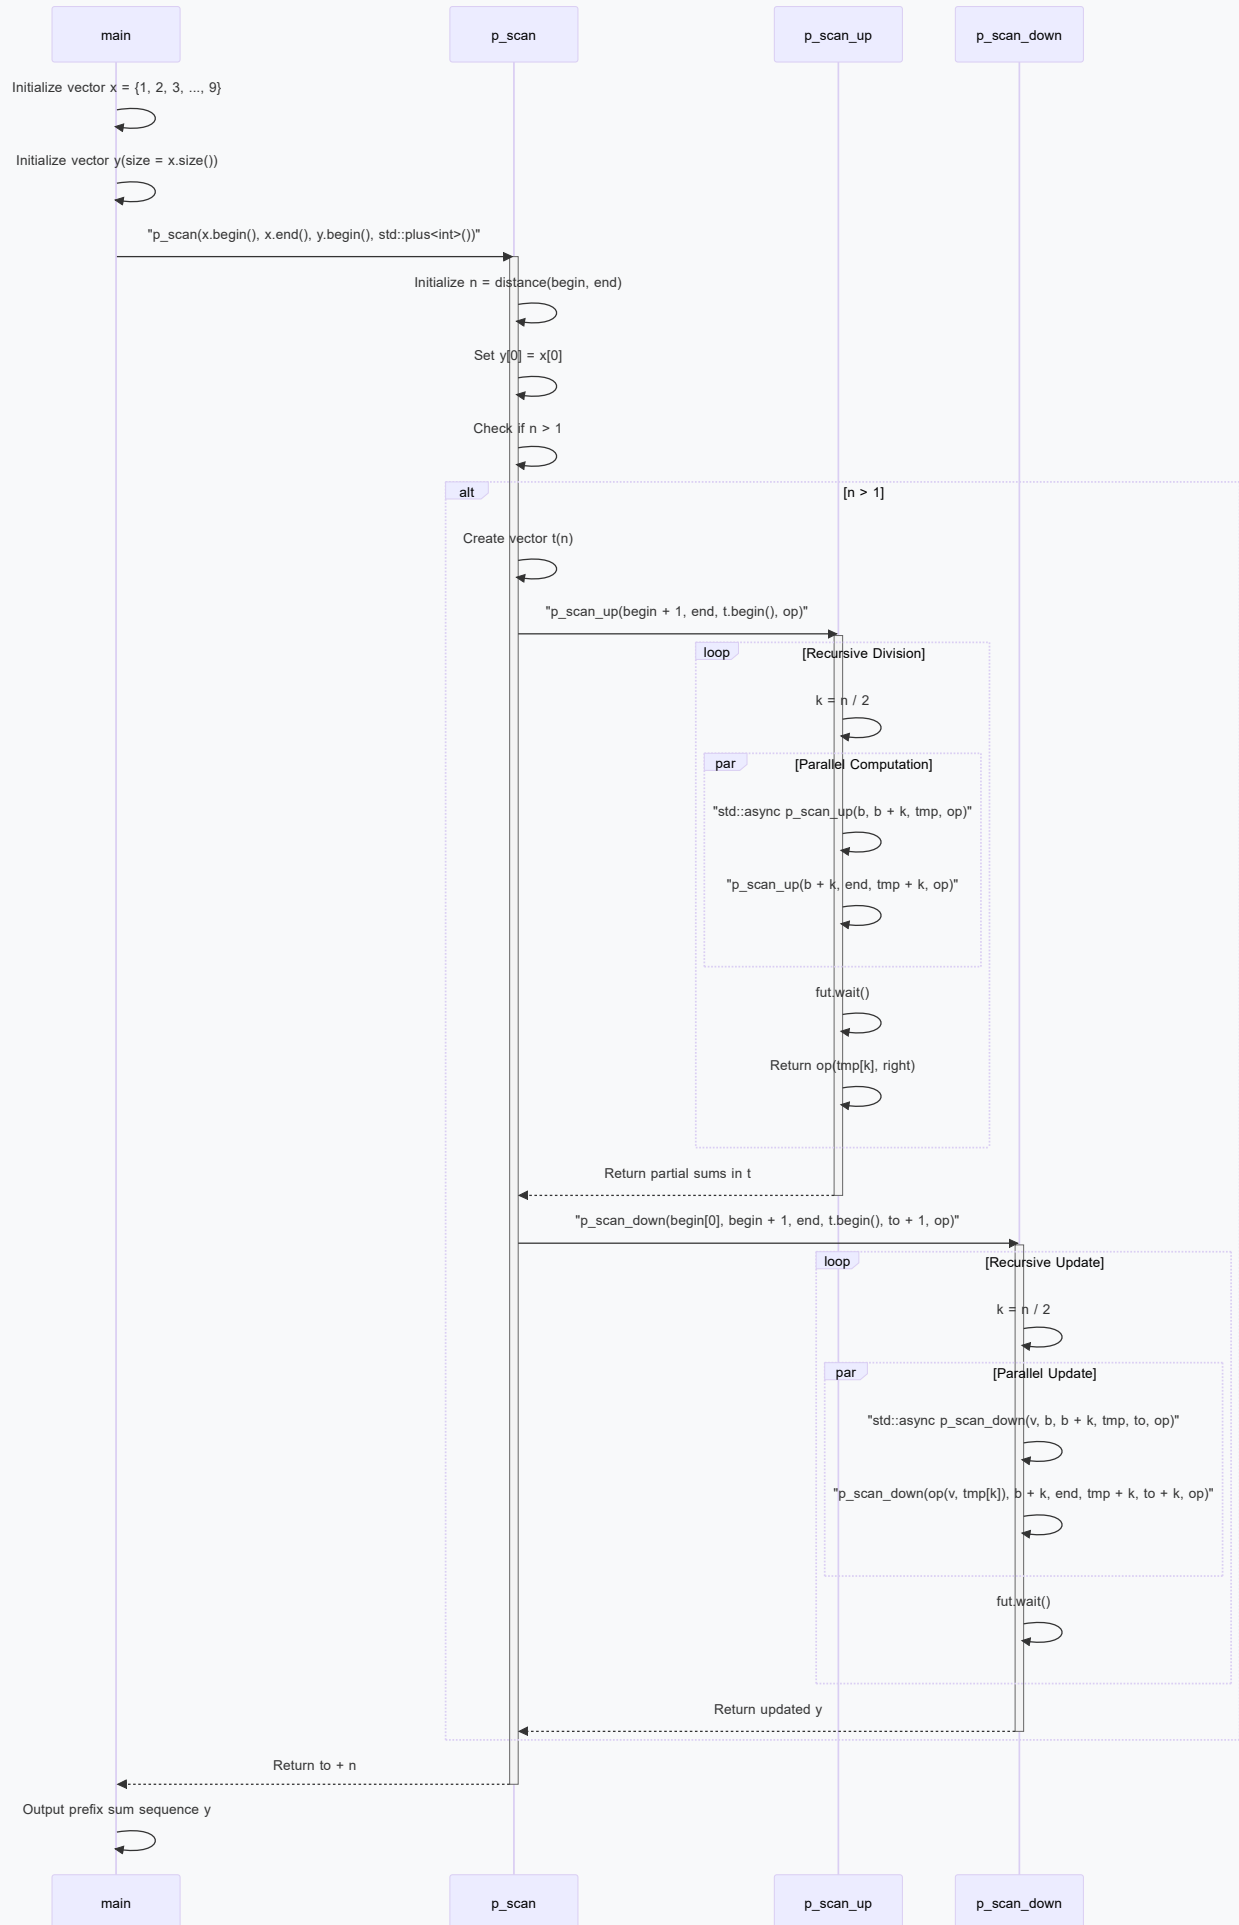 main
p_scan
p_scan_up
p_scan_down
Initialize vector x = {1, 2, 3, ..., 9}
Initialize vector y(size = x.size())
"p_scan(x.begin(), x.end(), y.begin(), std::plus<int>())"
Initialize n = distance(begin, end)
Set y[0] = x[0]
Check if n > 1
alt
[n > 1]
Create vector t(n)
"p_scan_up(begin + 1, end, t.begin(), op)"
loop
[Recursive Division]
k = n / 2
par
[Parallel Computation]
"std::async p_scan_up(b, b + k, tmp, op)"
"p_scan_up(b + k, end, tmp + k, op)"
fut.wait()
Return op(tmp[k], right)
Return partial sums in t
"p_scan_down(begin[0], begin + 1, end, t.begin(), to + 1, op)"
loop
[Recursive Update]
k = n / 2
par
[Parallel Update]
"std::async p_scan_down(v, b, b + k, tmp, to, op)"
"p_scan_down(op(v, tmp[k]), b + k, end, tmp + k, to + k, op)"
fut.wait()
Return updated y
Return to + n
Output prefix sum sequence y
main
p_scan
p_scan_up
p_scan_down